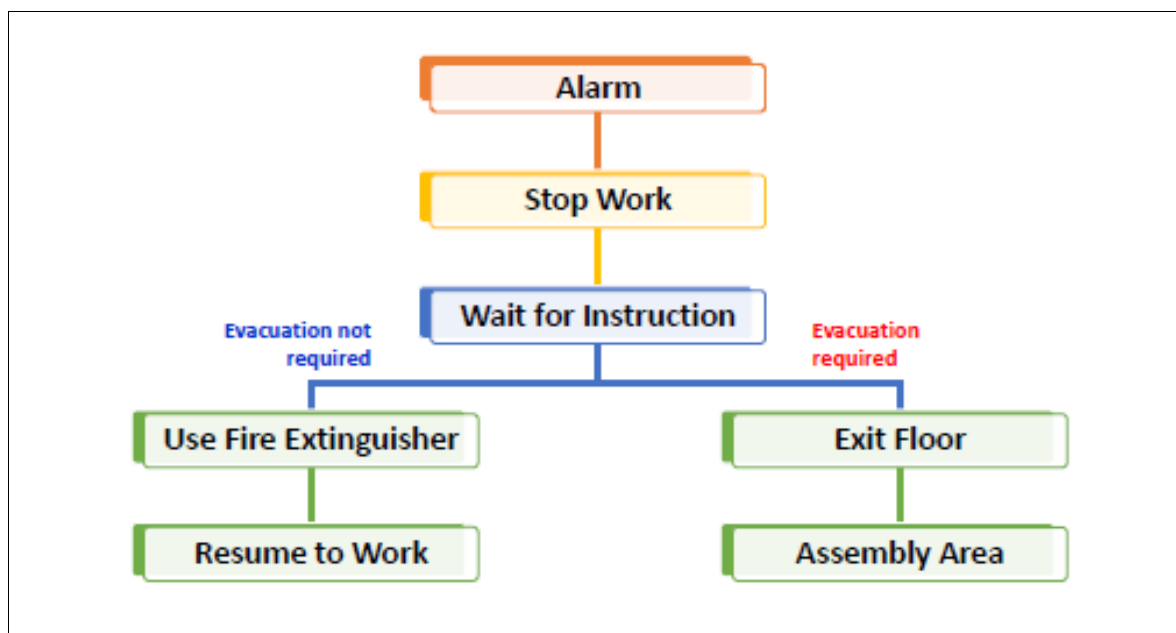 Alarm
Stop Work
Wait for Instruction
Evacuation not
required
Evacuation
required
Use Fire Extinguisher
Exit Floor
Resume to Work
Assembly Area